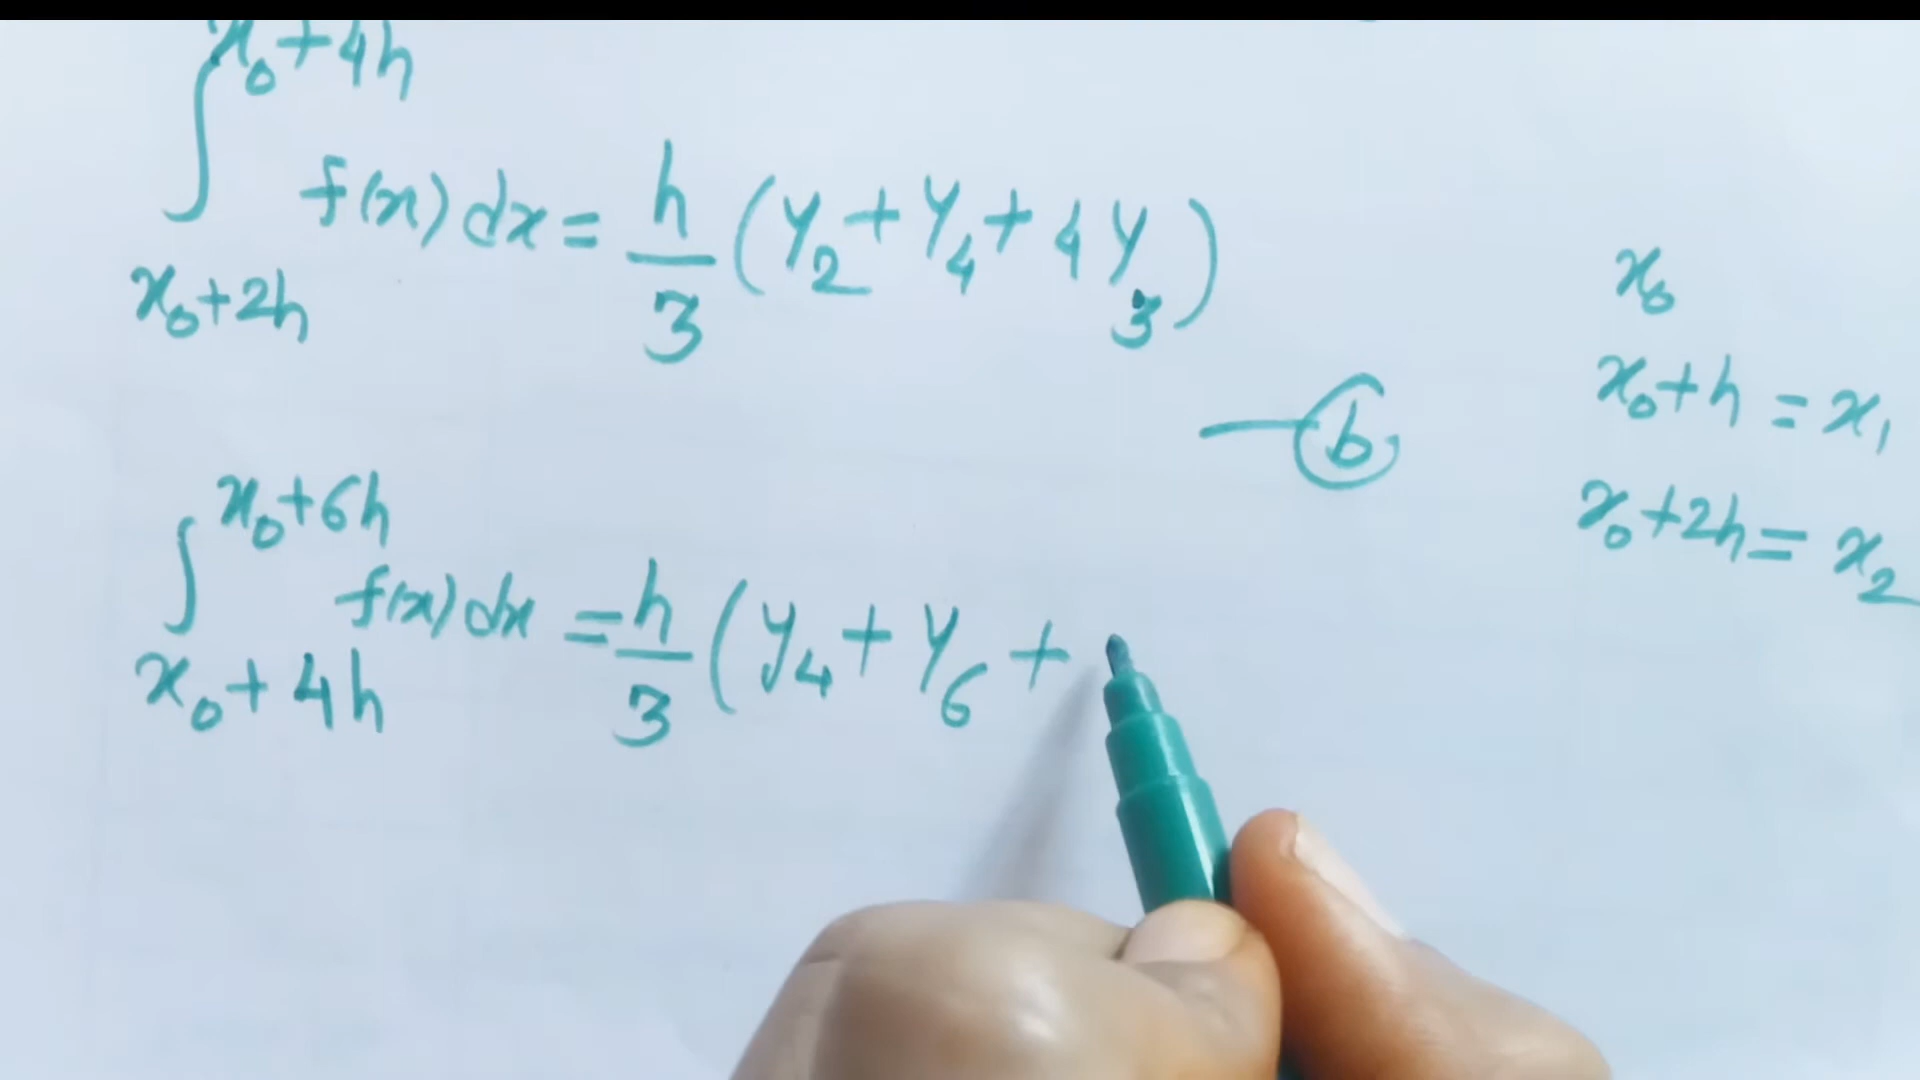 ∫_{x₀+2h}^{x₀+4h} f(x) dx = h/3 (y₂ + y₄ + 4y₃)
— (b)
∫_{x₀+4h}^{x₀+6h} f(x) dx = h/3 (y₄ + y₆ +
x₀
x₀+h = x₁
x₀+2h = x₂